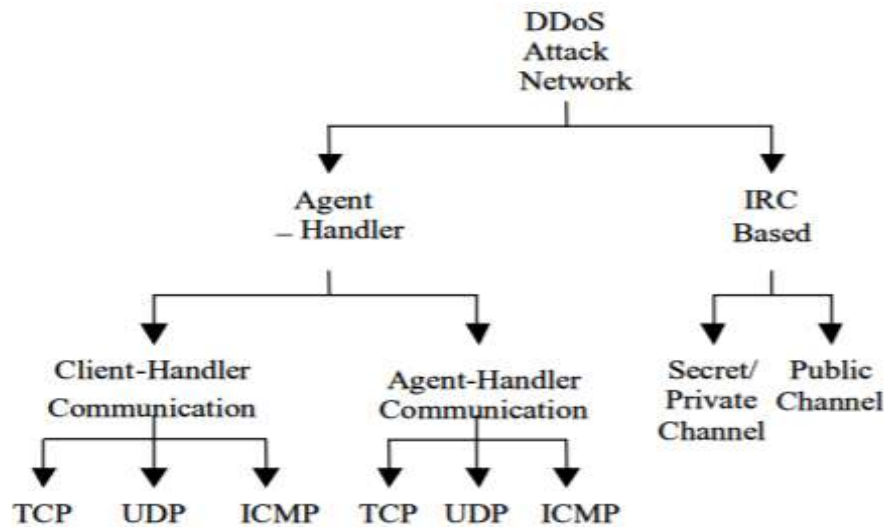 DDoS
Attack
Network
Agent
– Handler
IRC
Based
Client-Handler
Communication
Agent-Handler
Communication
Secret/
Private
Channel
Public
Channel
TCP UDP ICMP TCP UDP ICMP